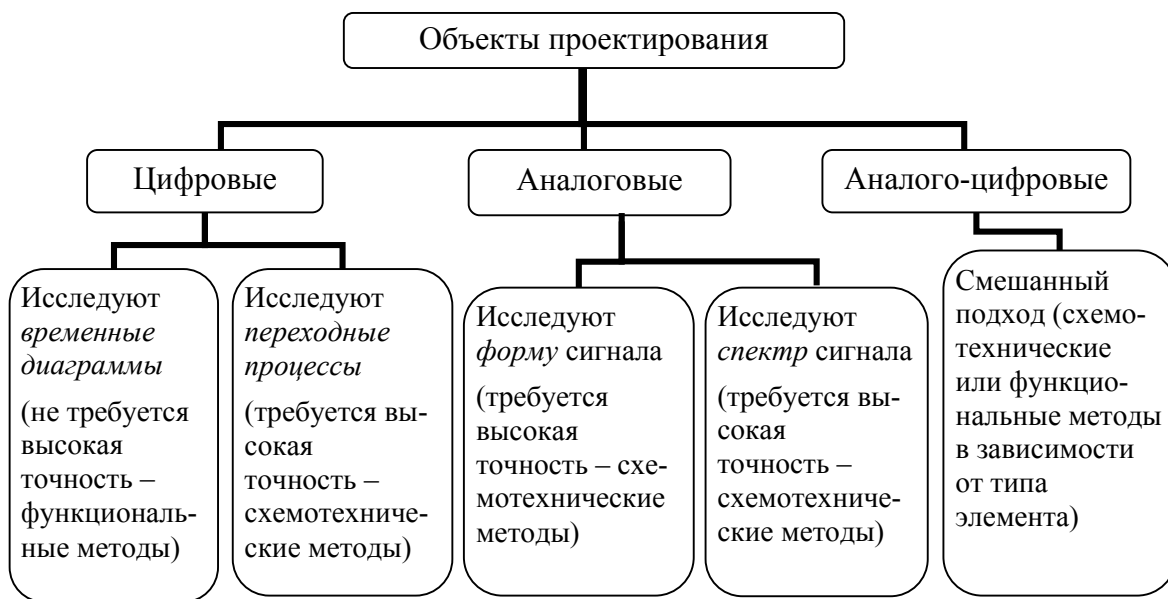 Объекты проектирования
Цифровые
Аналоговые
Аналого-цифровые
Исследуют
временные
диаграммы
(не требуется
высокая
точность –
функциональ-
ные методы)
Исследуют
переходные
процессы
(требуется вы-
сокая
точность –
схемотехниче-
ские методы)
Исследуют
форму сигнала
(требуется
высокая
точность – схе-
мотехнические
методы)
Исследуют
спектр сигнала
(требуется вы-
сокая
точность –
схемотехниче-
ские методы)
Смешанный
подход (схемо-
технические
или функцио-
нальные методы
в зависимости
от типа
элемента)